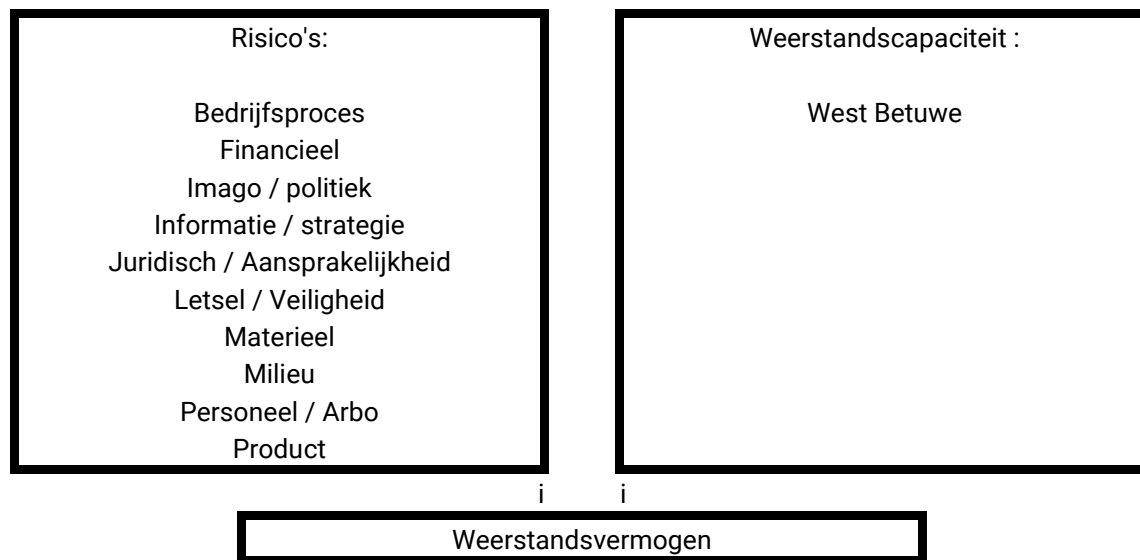 Risico's:
Bedrijfsproces
Financieel
Imago / politiek
Informatie / strategie
Juridisch / Aansprakelijkheid
Letsel / Veiligheid
Materieel
Milieu
Personeel / Arbo
Product
Weerstandscapaciteit :
West Betuwe
i i
Weerstandsvermogen